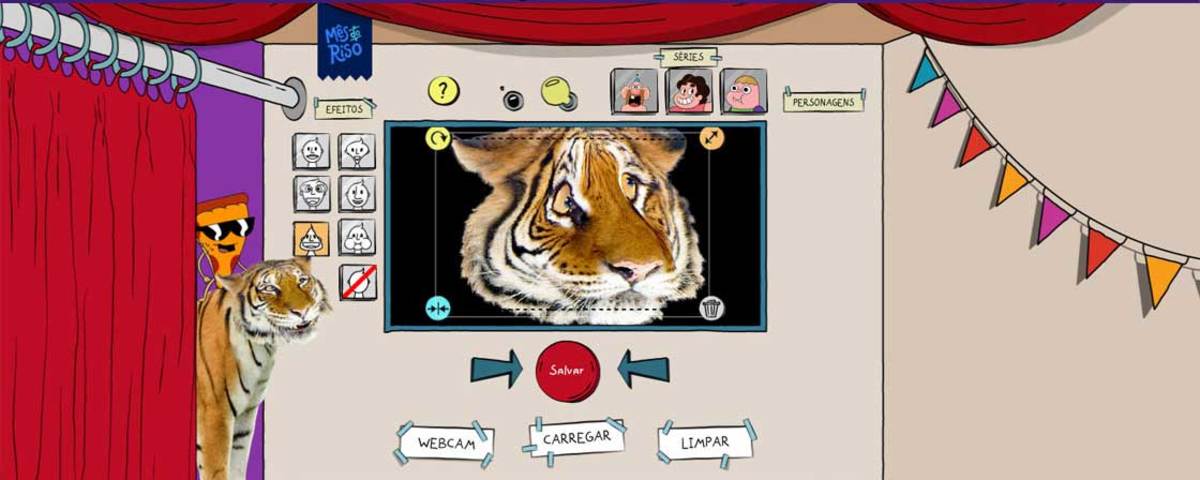 Mês do
Riso
SÉRIES
EFEITOS
?
PERSONAGENS
Salvar
WEBCAM
CARREGAR
LIMPAR